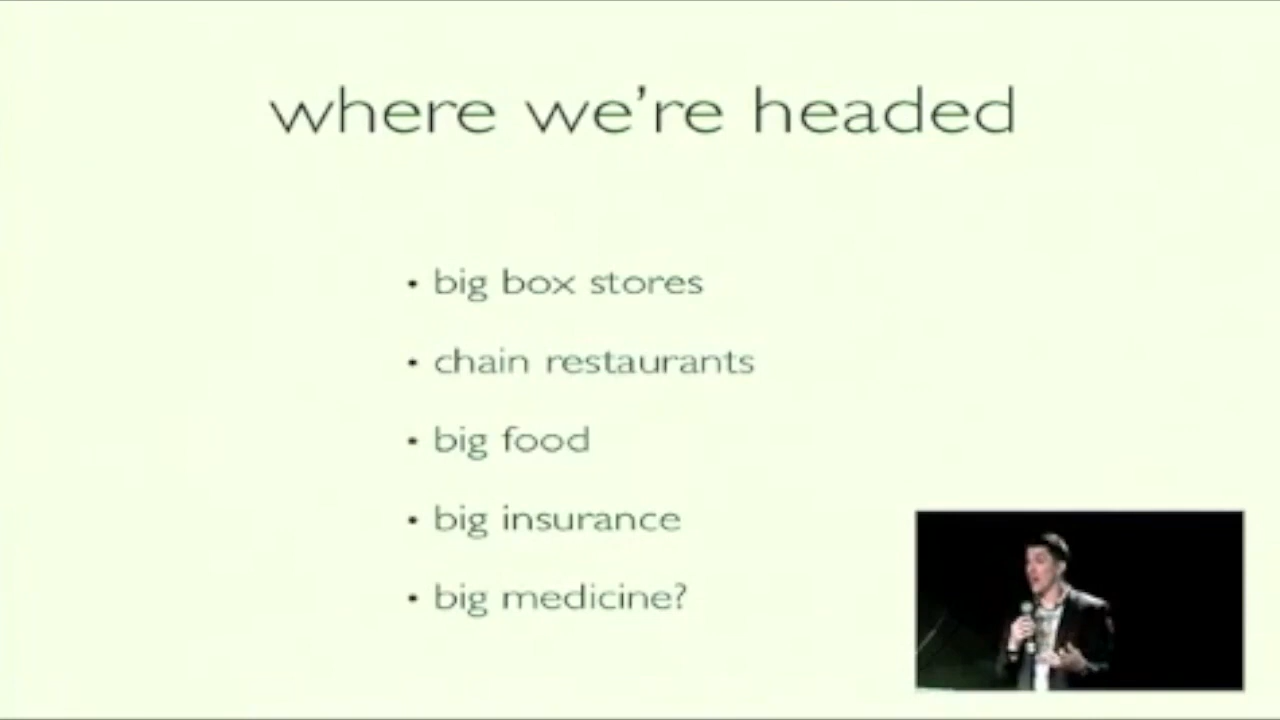 where we're headed
• big box stores
• chain restaurants
• big food
• big insurance
• big medicine?